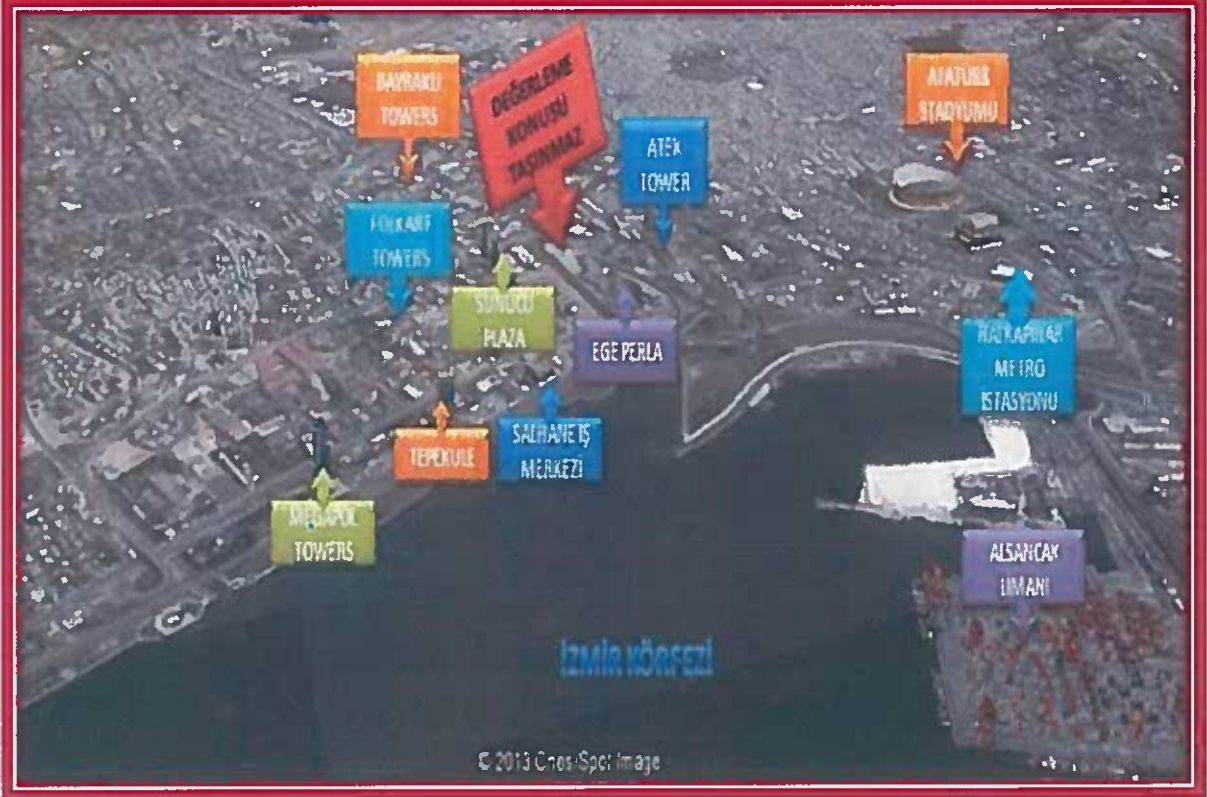 BAYRAKLI
TOWERS
DEĞERLEME
KONUSU
TAŞINMAZ
ATEK
TOWER
ATATÜRK
STADYUMU
FOLKART
TOWERS
SUNUCU
PLAZA
EGE PERLA
HALKAPINAR
METRO
İSTASYONU
TEPEKULE
SALHANE İŞ
MERKEZİ
MEGAPOL
TOWERS
ALSANCAK
LİMANI
İZMİR KÖRFEZİ
© 2013 Cnes/Spot Image